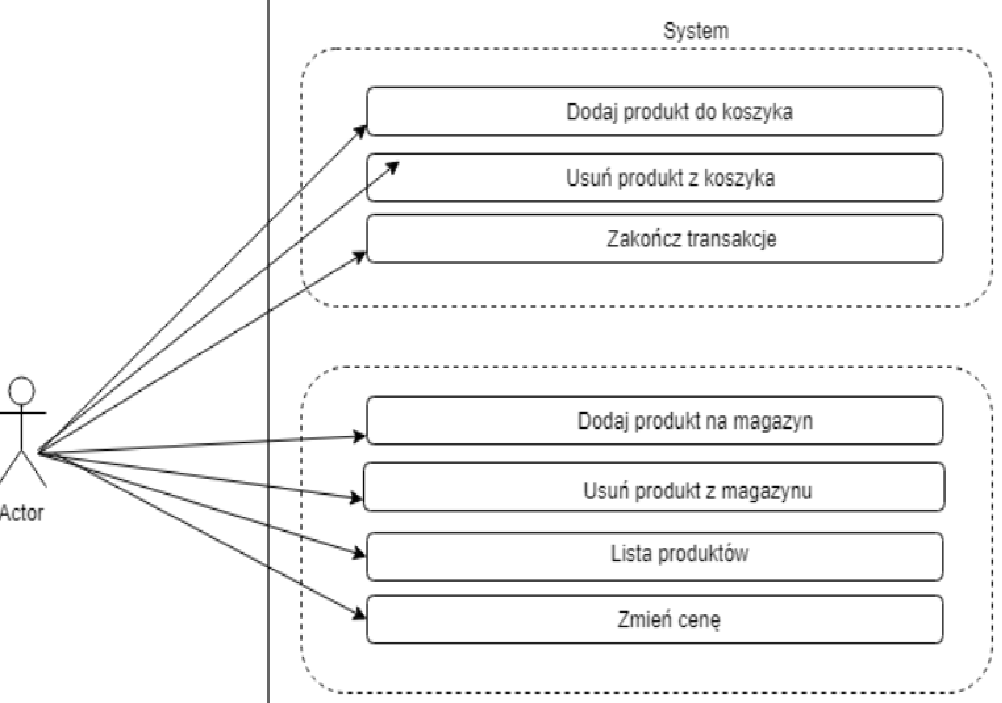 System
Dodaj produkt do koszyka
Usuń produkt z koszyka
Zakończ transakcje
Dodaj produkt na magazyn
Usuń produkt z magazynu
Lista produktów
Zmień cenę
Actor